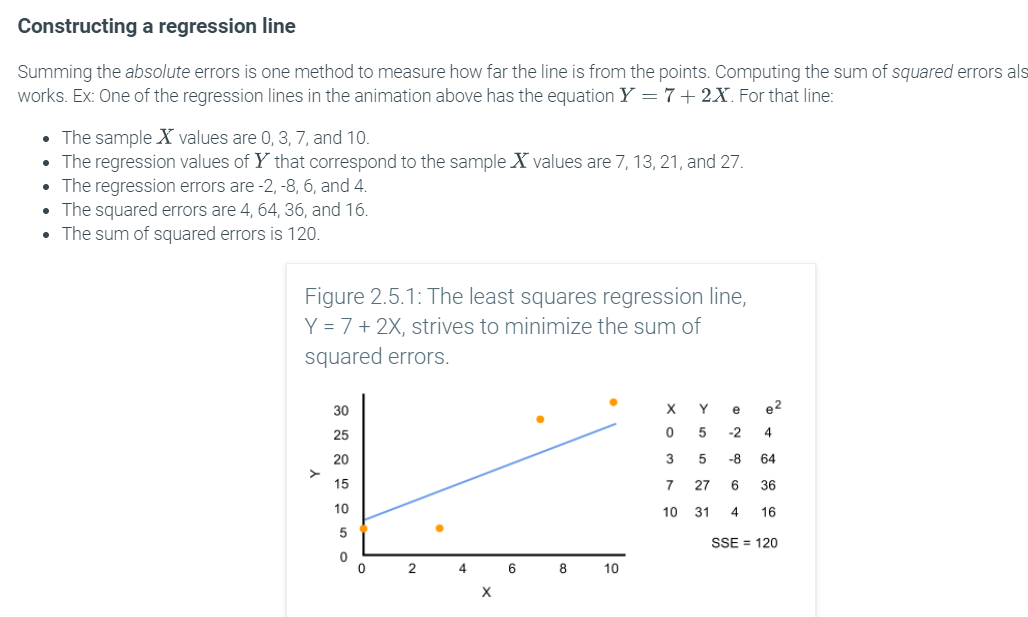 Constructing a regression line
Summing the absolute errors is one method to measure how far the line is from the points. Computing the sum of squared errors als
works. Ex: One of the regression lines in the animation above has the equation Y = 7 + 2X. For that line:
• The sample X values are 0, 3, 7, and 10.
• The regression values of Y that correspond to the sample X values are 7, 13, 21, and 27.
• The regression errors are -2, -8, 6, and 4.
• The squared errors are 4, 64, 36, and 16.
• The sum of squared errors is 120.
Figure 2.5.1: The least squares regression line,
Y = 7 + 2X, strives to minimize the sum of
squared errors.
30
25
20
15
10
5
0
Y
0 2 4 6 8 10
X
X Y e e²
0 5 -2 4
3 5 -8 64
7 27 6 36
10 31 4 16
SSE = 120